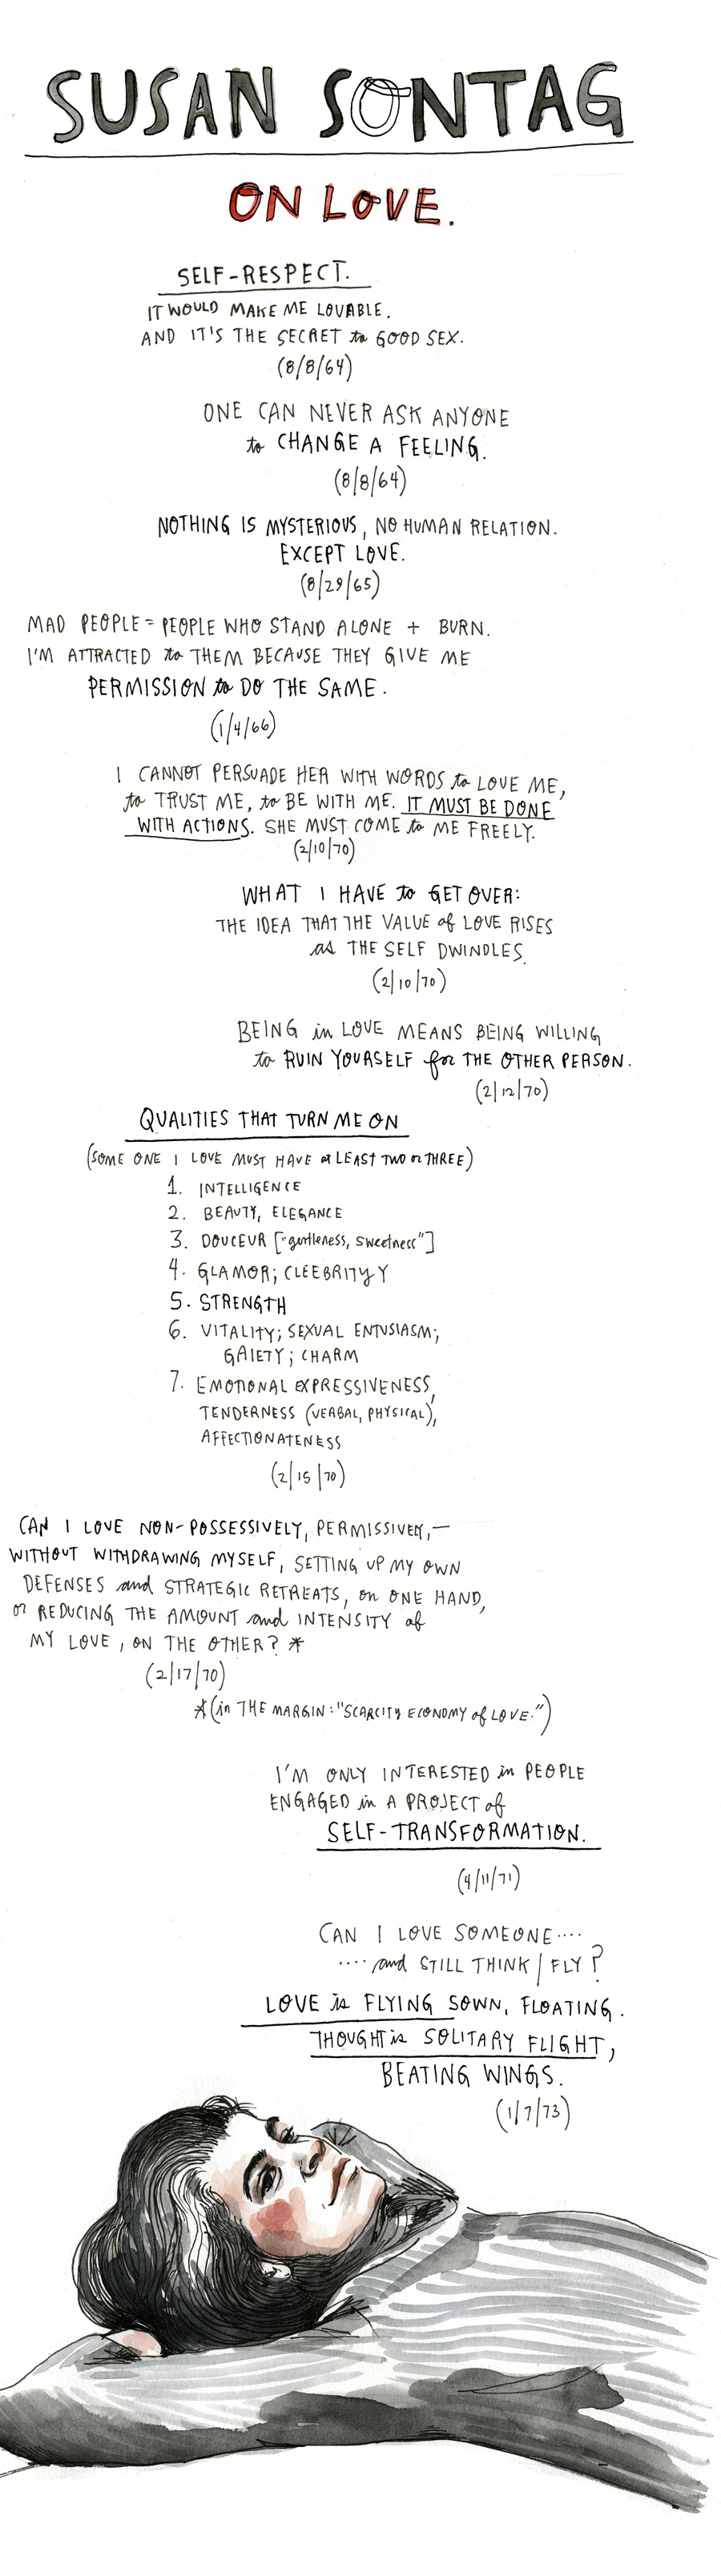 SUSAN SONTAG
ON LOVE.
SELF-RESPECT.
IT WOULD MAKE ME LOVABLE.
AND IT'S THE SECRET to GOOD SEX.
(8/8/64)
ONE CAN NEVER ASK ANYONE
to CHANGE A FEELING.
(8/8/64)
NOTHING IS MYSTERIOUS, NO HUMAN RELATION.
EXCEPT LOVE.
(8/29/65)
MAD PEOPLE = PEOPLE WHO STAND ALONE + BURN.
I'M ATTRACTED to THEM BECAUSE THEY GIVE ME
PERMISSION to DO THE SAME.
(1/4/66)
I CANNOT PERSUADE HER WITH WORDS to LOVE ME,
to TRUST ME, to BE WITH ME. IT MUST BE DONE
WITH ACTIONS. SHE MUST COME to ME FREELY.
(2/10/70)
WHAT I HAVE to GET OVER:
THE IDEA THAT THE VALUE of LOVE RISES
as THE SELF DWINDLES.
(2/10/70)
BEING in LOVE MEANS BEING WILLING
to RUIN YOURSELF for THE OTHER PERSON.
(2/12/70)
QUALITIES THAT TURN ME ON
(SOME ONE I LOVE MUST HAVE at LEAST TWO or THREE)
1. INTELLIGENCE
2. BEAUTY, ELEGANCE
3. DOUCEUR ["gentleness, sweetness"]
4. GLAMOR; CLEEBRITYY
5. STRENGTH
6. VITALITY; SEXUAL ENTUSIASM;
GAIETY; CHARM
7. EMOTIONAL EXPRESSIVENESS,
TENDERNESS (VERBAL, PHYSICAL),
AFFECTIONATENESS
(2/15/70)
CAN I LOVE NON-POSSESSIVELY, PERMISSIVELY,—
WITHOUT WITHDRAWING MYSELF, SETTING UP MY OWN
DEFENSES and STRATEGIC RETREATS, on ONE HAND,
or REDUCING THE AMOUNT and INTENSITY of
MY LOVE, ON THE OTHER? *
(2/17/70)
*(in THE MARGIN: "SCARCITY ECONOMY of LOVE.")
I'M ONLY INTERESTED in PEOPLE
ENGAGED in A PROJECT of
SELF-TRANSFORMATION.
(4/11/71)
CAN I LOVE SOMEONE....
....and STILL THINK / FLY?
LOVE is FLYING SOWN, FLOATING.
THOUGHT is SOLITARY FLIGHT,
BEATING WINGS.
(1/7/73)